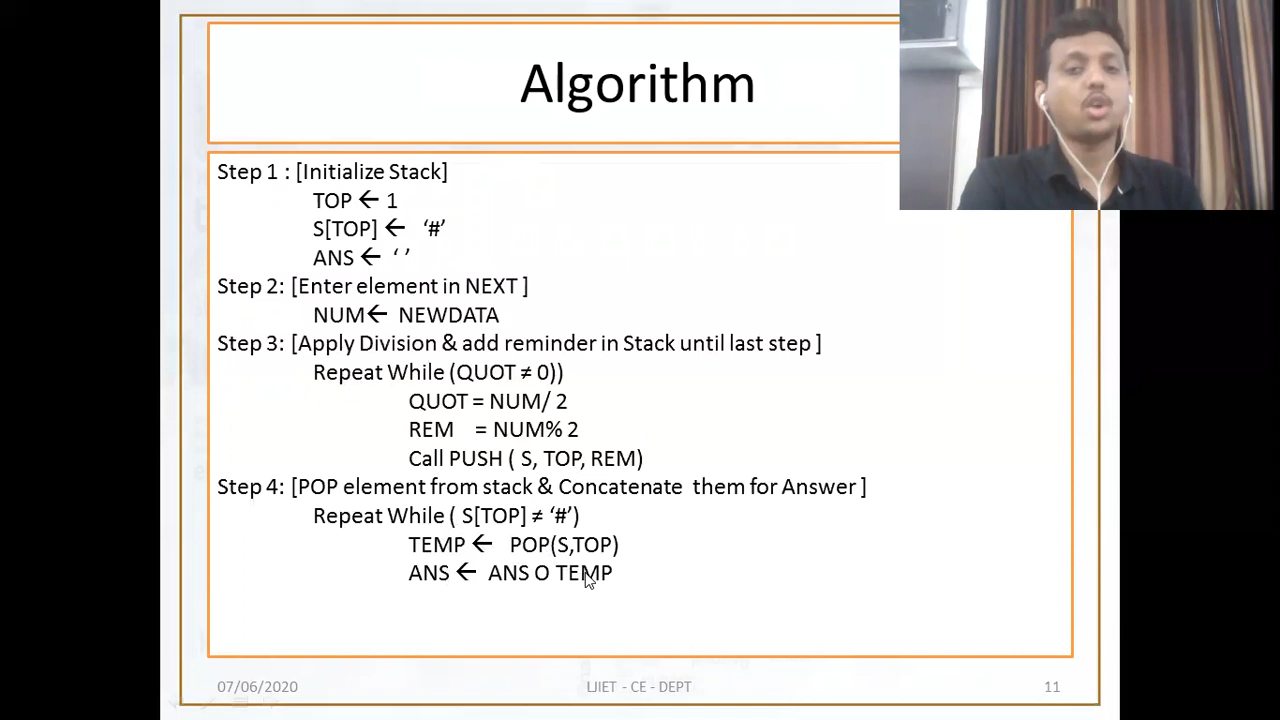 Algorithm
Step 1 : [Initialize Stack]
TOP 🡨 1
S[TOP] 🡨 ‘#’
ANS 🡨 ‘ ’
Step 2: [Enter element in NEXT ]
NUM🡨 NEWDATA
Step 3: [Apply Division & add reminder in Stack until last step ]
Repeat While (QUOT ≠ 0))
QUOT = NUM/ 2
REM = NUM% 2
Call PUSH ( S, TOP, REM)
Step 4: [POP element from stack & Concatenate them for Answer ]
Repeat While ( S[TOP] ≠ ‘#’)
TEMP 🡨 POP(S,TOP)
ANS 🡨 ANS O TEMP
07/06/2020 LJIET - CE - DEPT 11